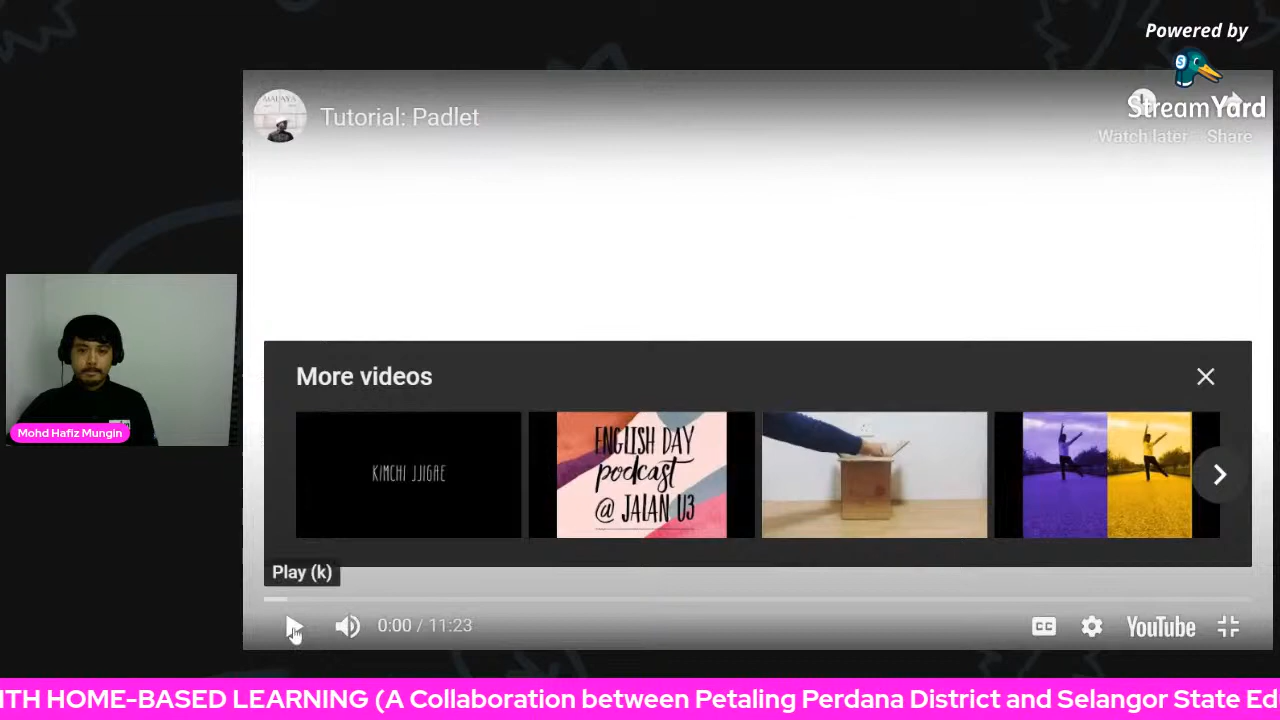 Powered by
StreamYard
MALAYA
Tutorial: Padlet
Watch later
Share
More videos
KIMCHI JJIGAE
ENGLISH DAY
podcast
@ JALAN U3
Play (k)
0:00 / 11:23
CC
YouTube
Mohd Hafiz Mungin
ITH HOME-BASED LEARNING (A Collaboration between Petaling Perdana District and Selangor State Ed